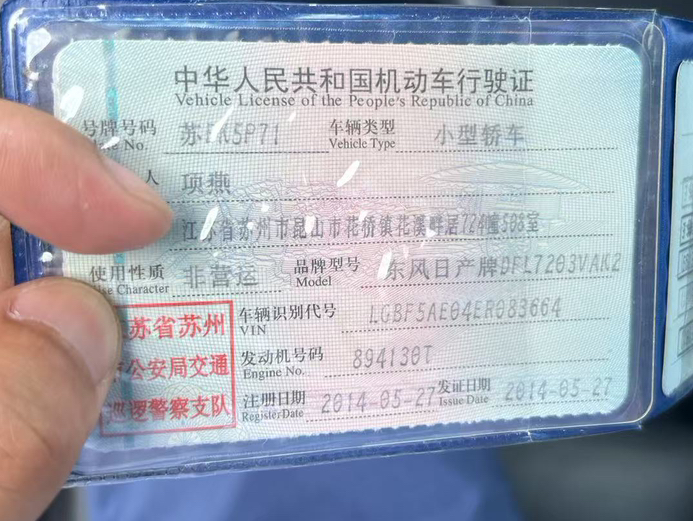 中华人民共和国机动车行驶证
Vehicle License of the People's Republic of China
号牌号码 苏 K5P71 车辆类型 小型轿车
No. Vehicle Type
人 项燕
江苏省苏州市昆山市花桥镇花溪畔居724幢508室
使用性质 非营运 品牌型号 东风日产牌DFL7203VAK2
Use Character Model
苏省苏州 车辆识别代号 LGBF5AE04ER083664
VIN
公安局交通 发动机号码 894130T
Engine No.
巡逻警察支队 注册日期 2014-05-27 发证日期 2014-05-27
Register Date Issue Date